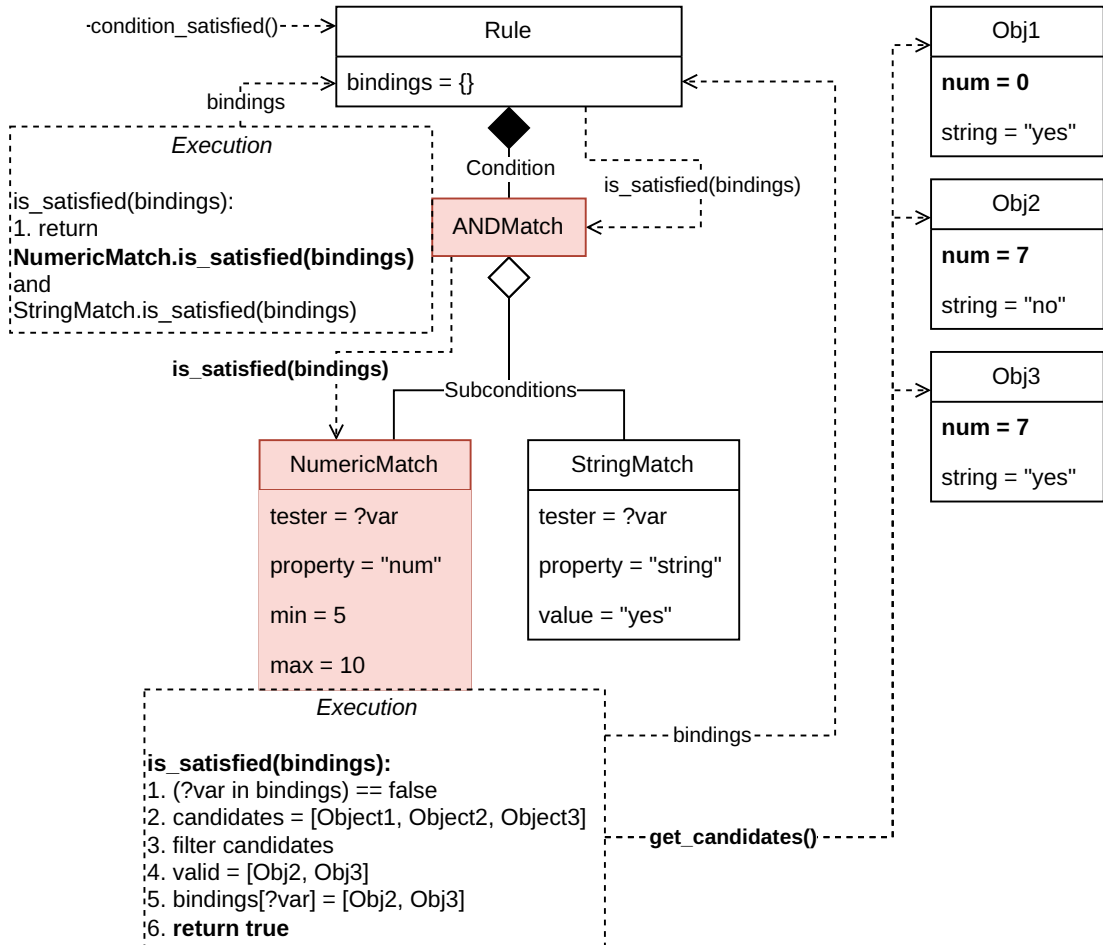 condition_satisfied()
Rule
bindings = {}
bindings
Execution
is_satisfied(bindings):
1. return
NumericMatch.is_satisfied(bindings)
and
StringMatch.is_satisfied(bindings)
Condition
is_satisfied(bindings)
ANDMatch
is_satisfied(bindings)
Subconditions
NumericMatch
tester = ?var
property = "num"
min = 5
max = 10
StringMatch
tester = ?var
property = "string"
value = "yes"
Execution
is_satisfied(bindings):
1. (?var in bindings) == false
2. candidates = [Object1, Object2, Object3]
3. filter candidates
4. valid = [Obj2, Obj3]
5. bindings[?var] = [Obj2, Obj3]
6. return true
bindings
get_candidates()
Obj1
num = 0
string = "yes"
Obj2
num = 7
string = "no"
Obj3
num = 7
string = "yes"